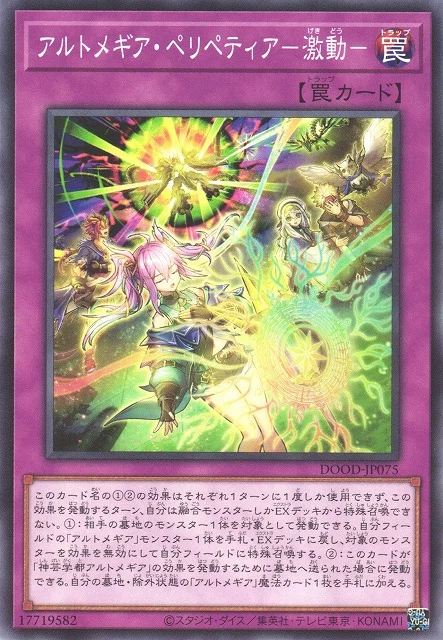 アルトメギア・ペリペティアー激動ー
【罠カード】
DOOD-JP075
このカード名の①②の効果はそれぞれ1ターンに1度しか使用できず、この
効果を発動するターン、自分は融合モンスターしかEXデッキから特殊召喚で
きない。①：相手の墓地のモンスター1体を対象として発動できる。自分フィー
ルドの「アルトメギア」モンスター1体を手札・EXデッキに戻し、対象のモンス
ターを効果を無効にして自分フィールドに特殊召喚する。②：このカードが
「神芸学都アルトメギア」の効果を発動するために墓地へ送られた場合に発動
できる。自分の墓地・除外状態の「アルトメギア」魔法カード1枚を手札に加える。
17719582
©スタジオ・ダイス／集英社・テレビ東京・KONAMI